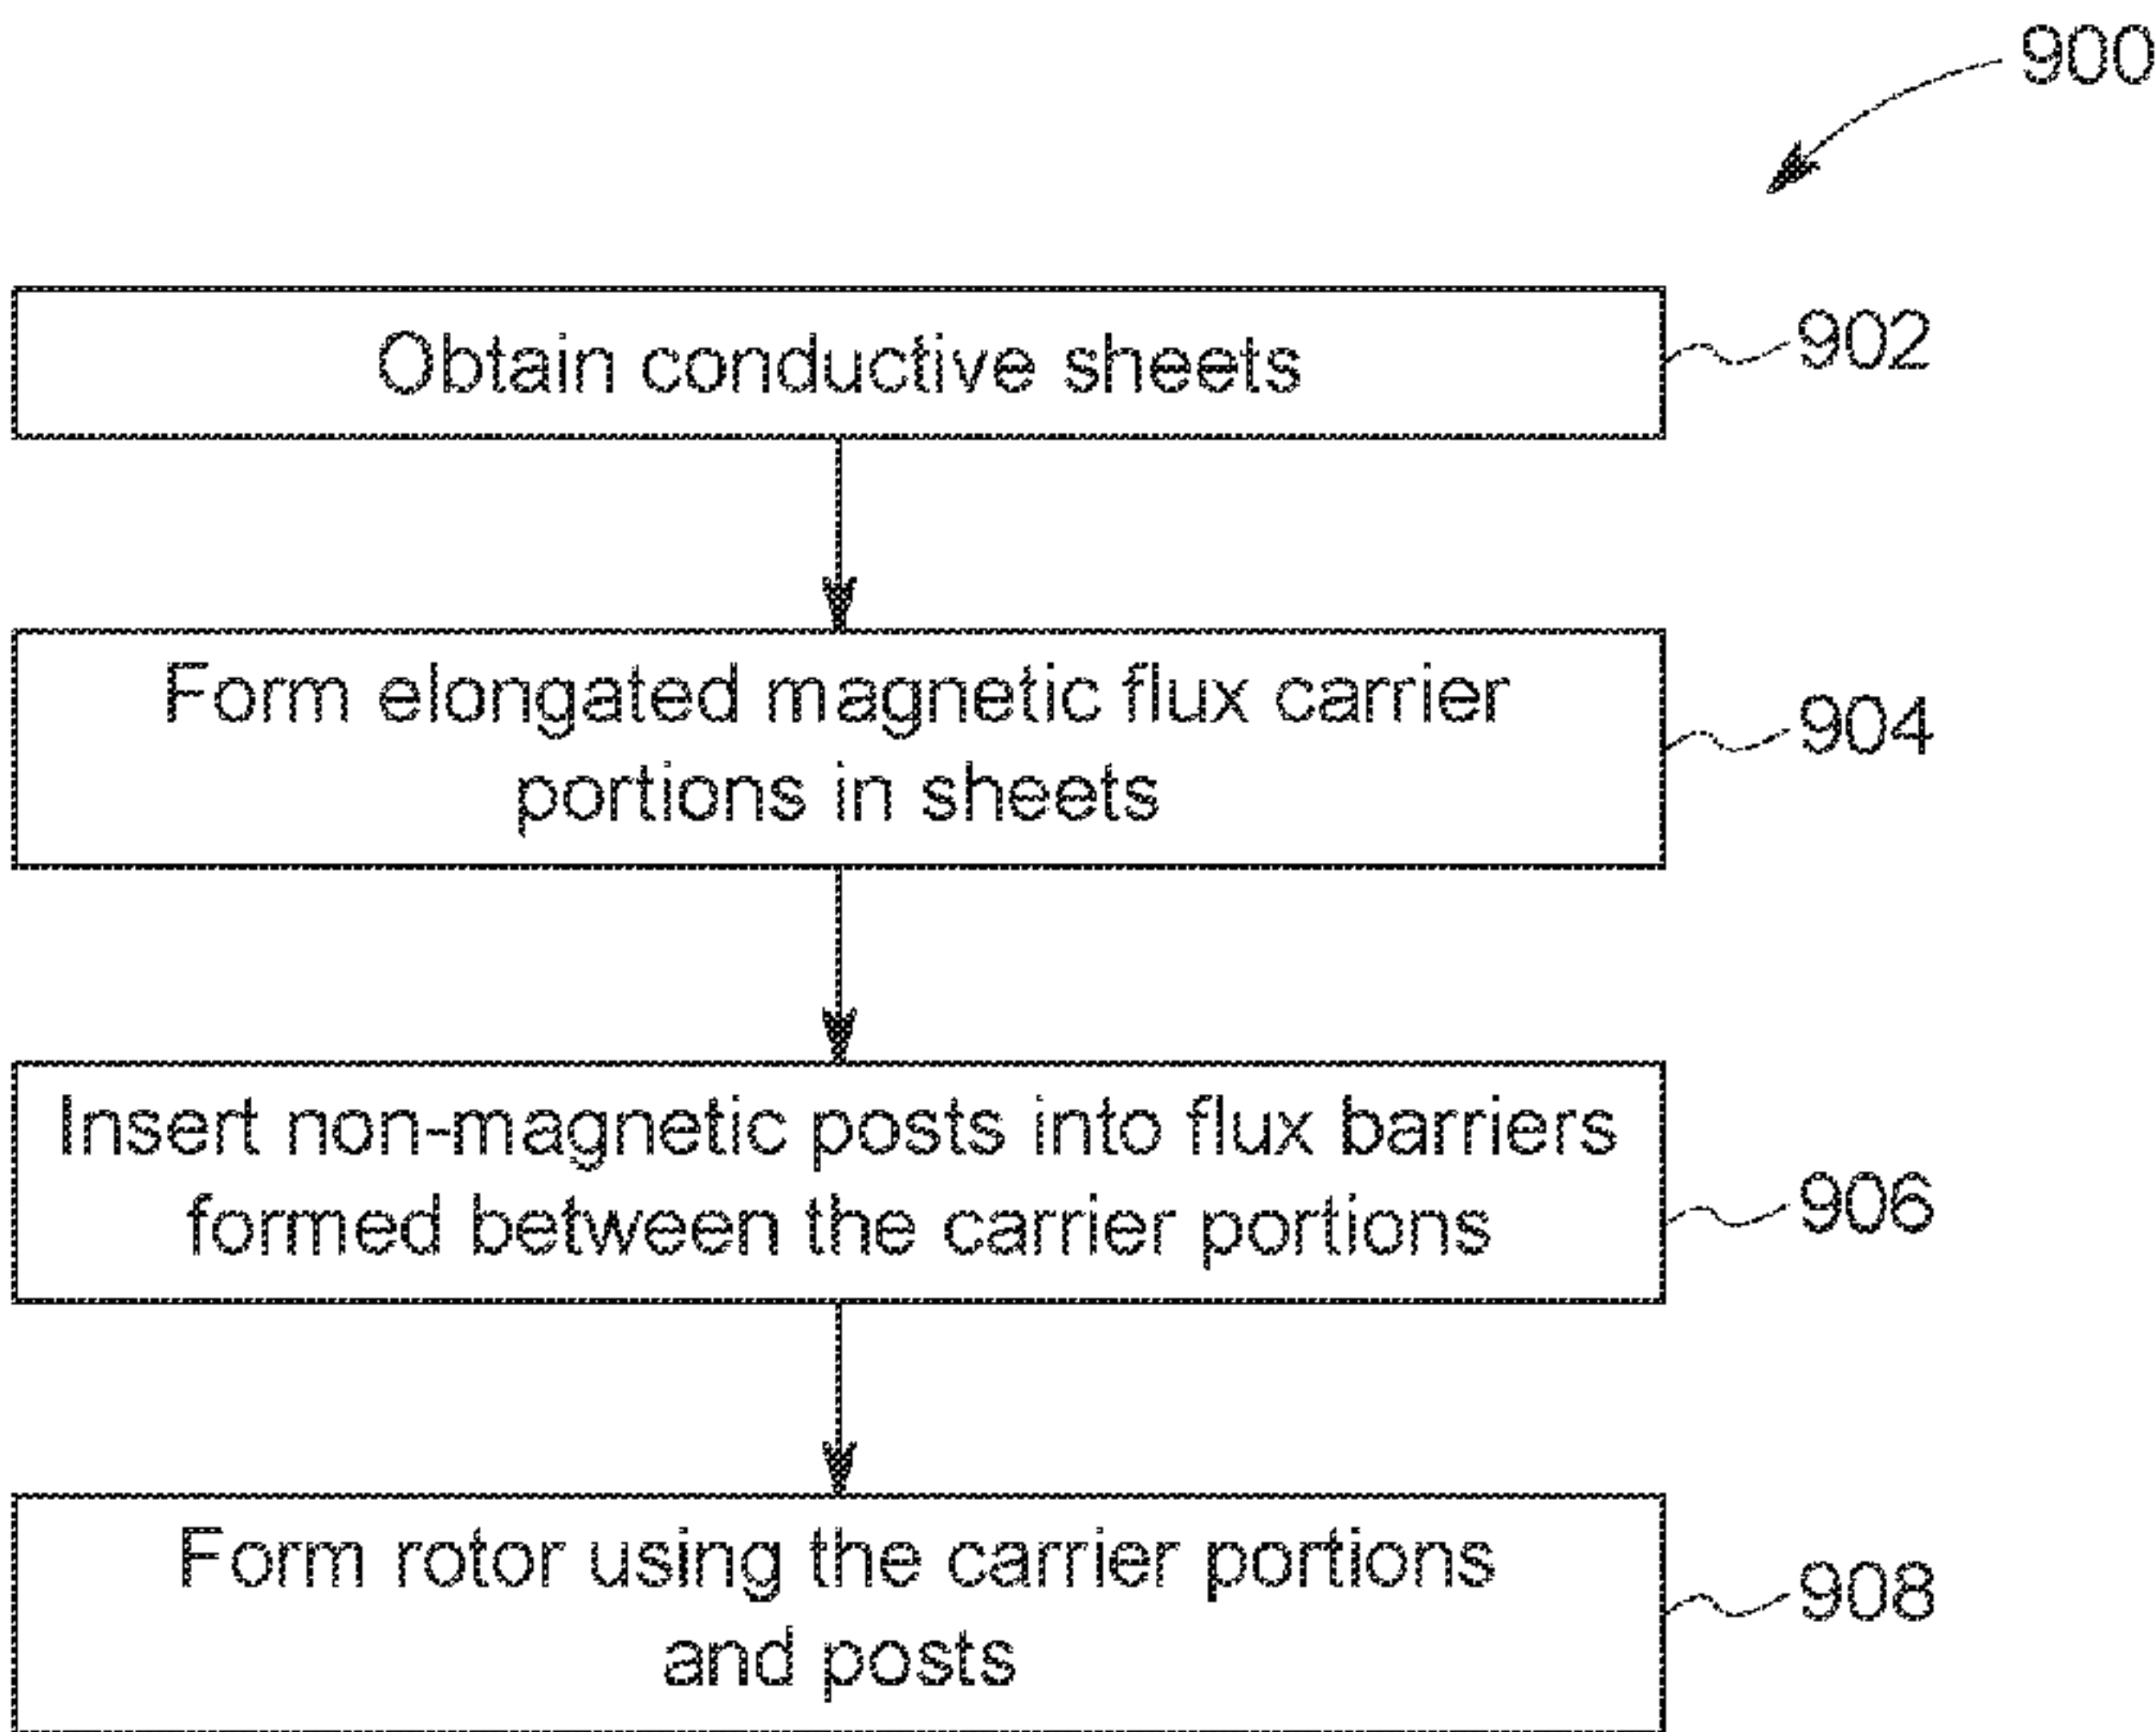 900
Obtain conductive sheets
902
Form elongated magnetic flux carrier
portions in sheets
904
Insert non-magnetic posts into flux barriers
formed between the carrier portions
906
Form rotor using the carrier portions
and posts
908